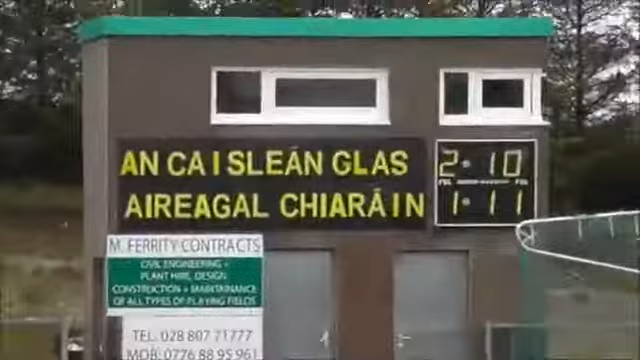 AN CAISLEÁN GLAS 2 - 10
AIREAGAL CHIARÁIN 1 - 11
M. FERRITY CONTRACTS
CIVIL ENGINEERING +
PLANT HIRE, DESIGN
CONSTRUCTION + MAINTAINANCE
OF ALL TYPES OF PLAYING FIELDS
TEL. 028 807 71777
MOB: 0776 88 95 961